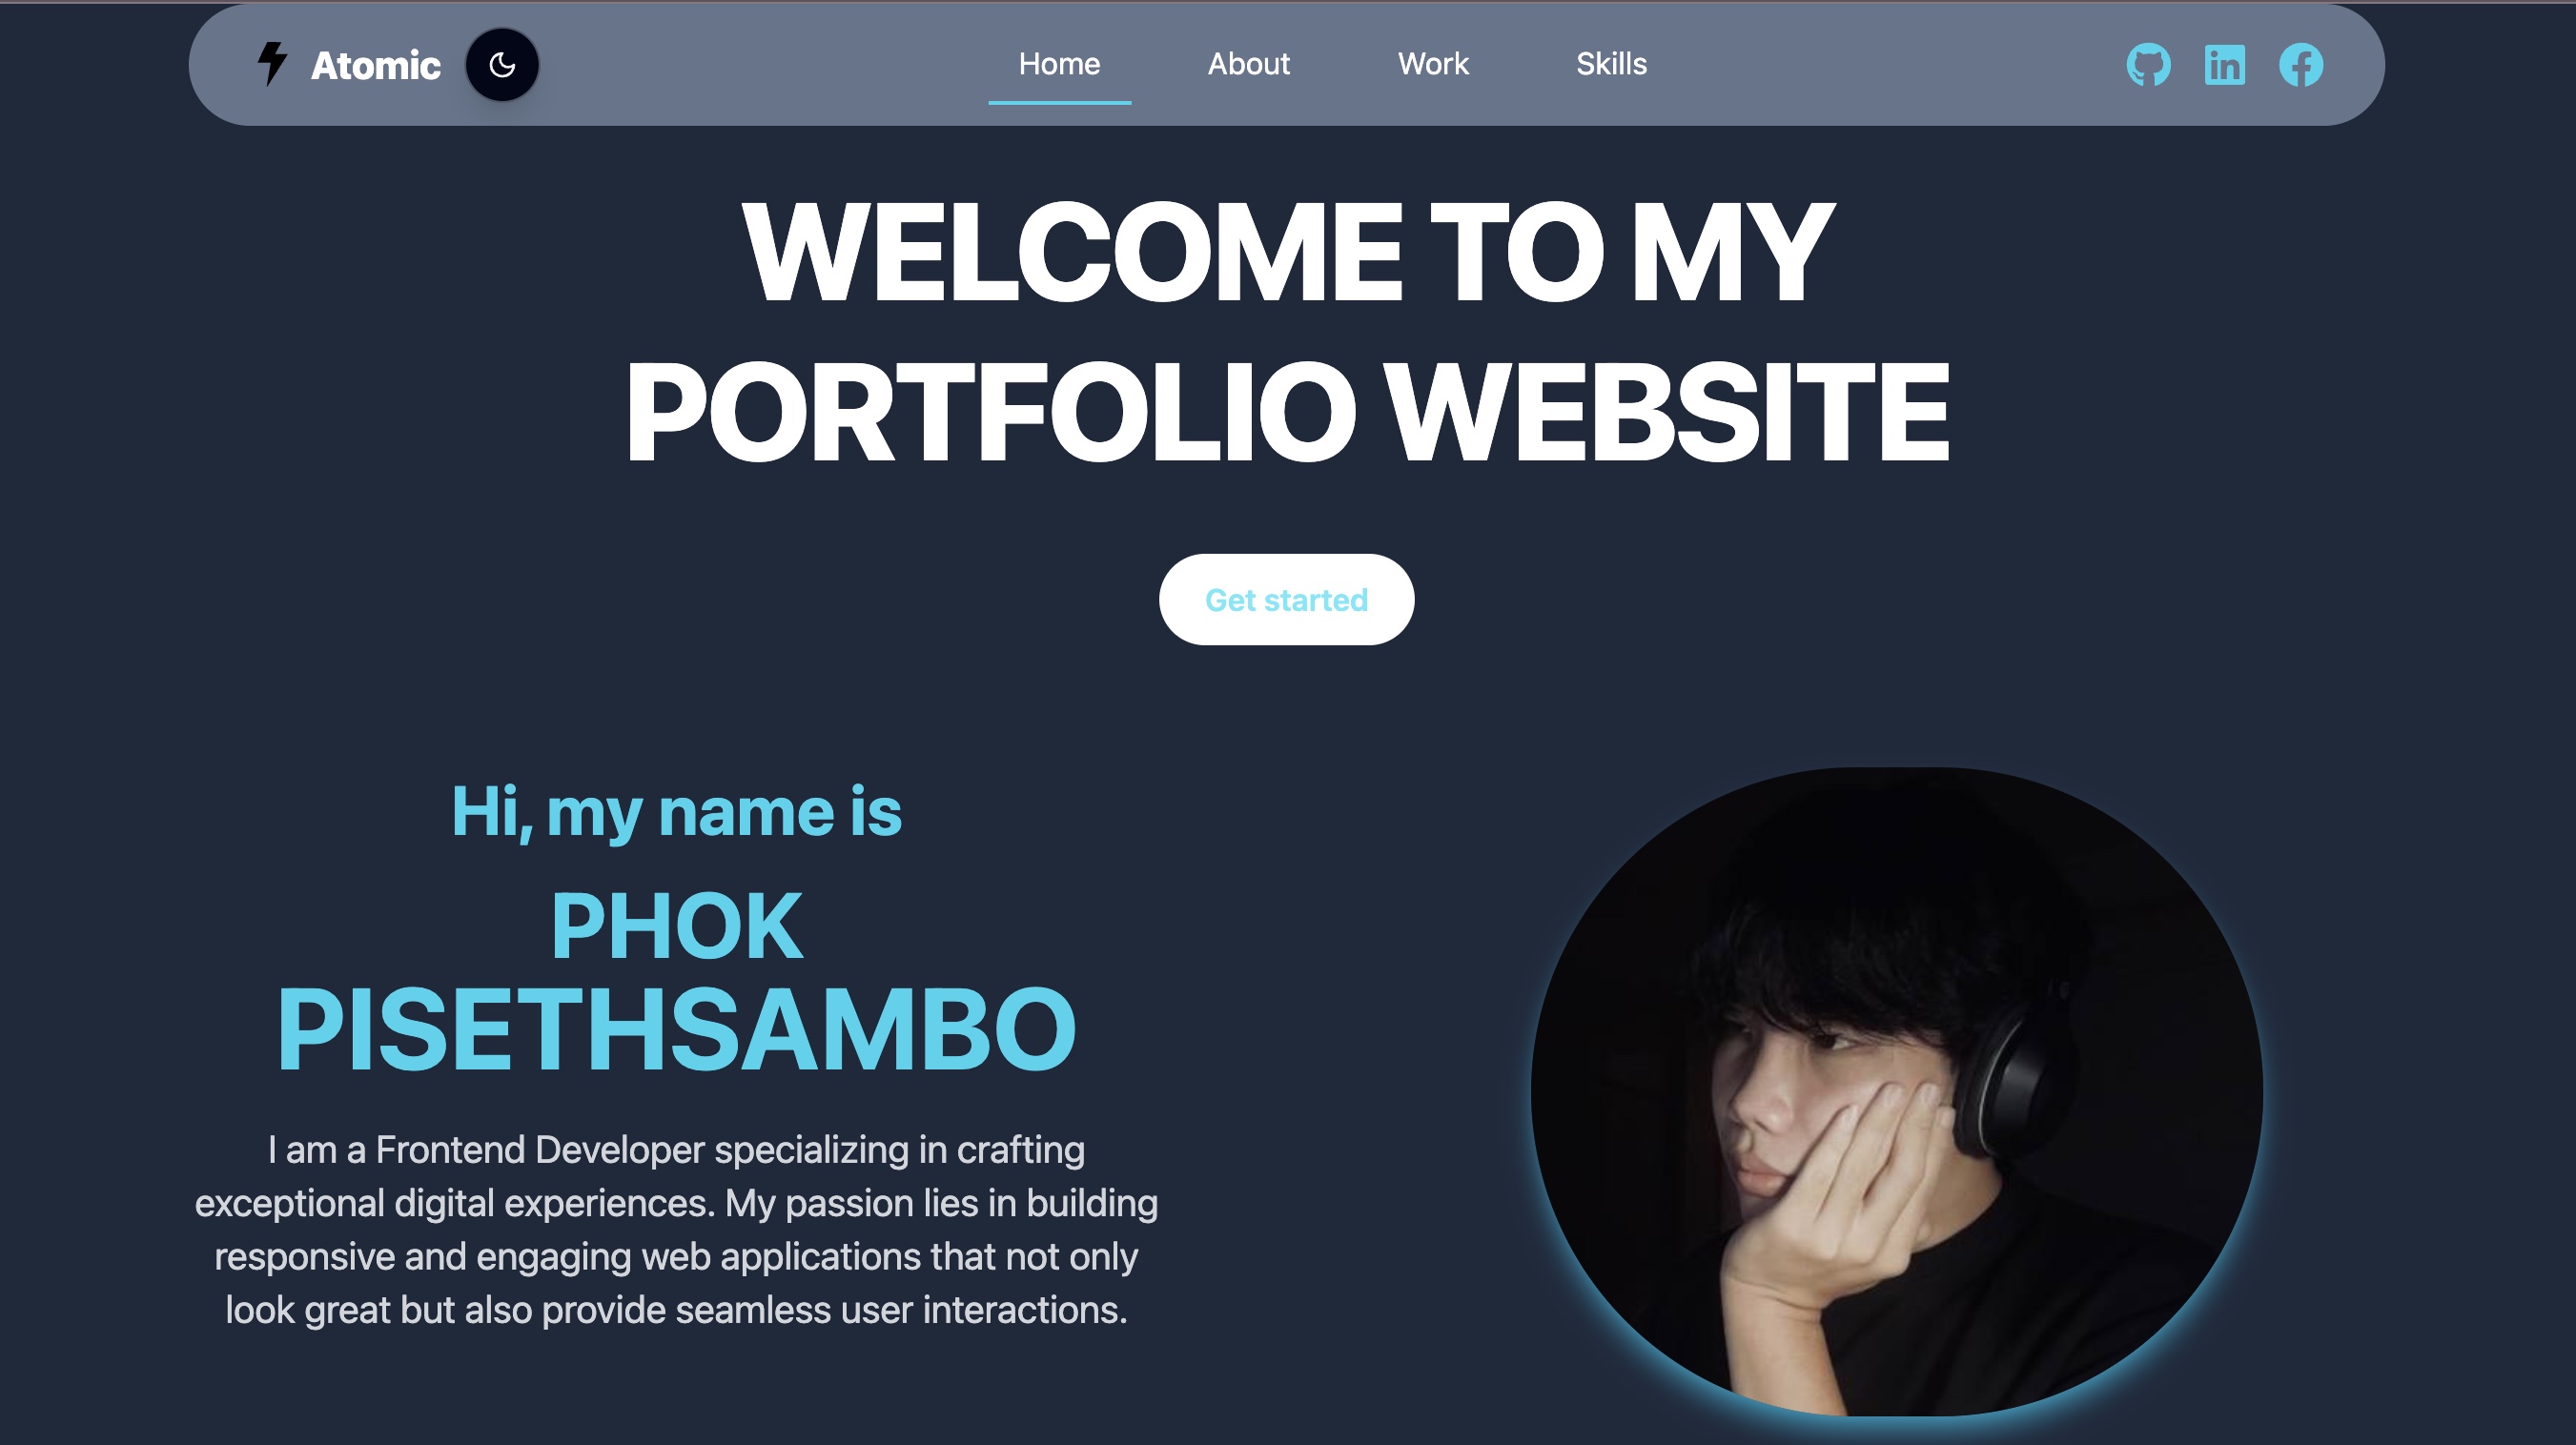 Atomic
Home About Work Skills
WELCOME TO MY
PORTFOLIO WEBSITE
Get started
Hi, my name is
PHOK
PISETHSAMBO
I am a Frontend Developer specializing in crafting
exceptional digital experiences. My passion lies in building
responsive and engaging web applications that not only
look great but also provide seamless user interactions.